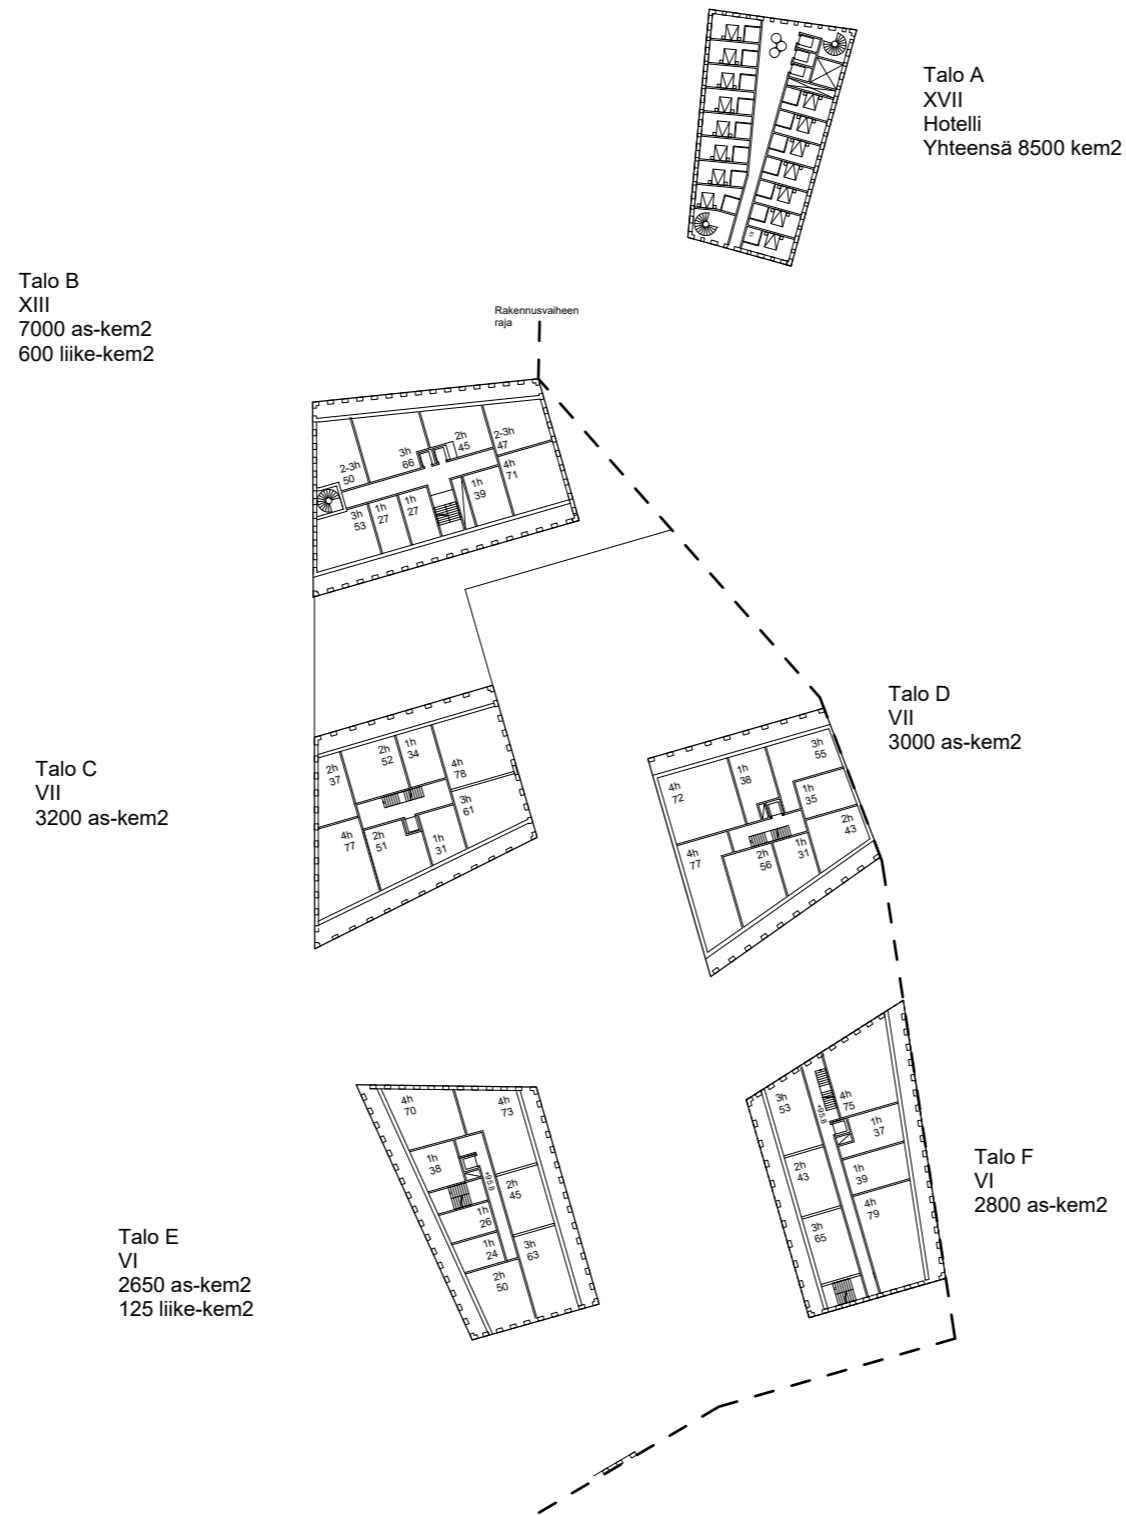 Talo A
XVII
Hotelli
Yhteensä 8500 kem2
Talo B
XIII
7000 as-kem2
600 liike-kem2
Rakennusvaiheen
raja
2-3h
50
3h
66
2h
45
2-3h
47
4h
71
1h
39
1h
27
1h
27
3h
53
Talo C
VII
3200 as-kem2
2h
37
2h
52
1h
34
4h
78
3h
61
1h
31
2h
51
4h
77
Talo D
VII
3000 as-kem2
4h
72
1h
38
3h
55
1h
35
2h
43
1h
31
2h
56
4h
77
Talo E
VI
2650 as-kem2
125 liike-kem2
4h
70
4h
73
1h
38
+95.8
2h
45
1h
26
1h
24
3h
63
2h
50
Talo F
VI
2800 as-kem2
3h
53
+95.8
4h
75
1h
37
2h
43
1h
39
4h
79
3h
65